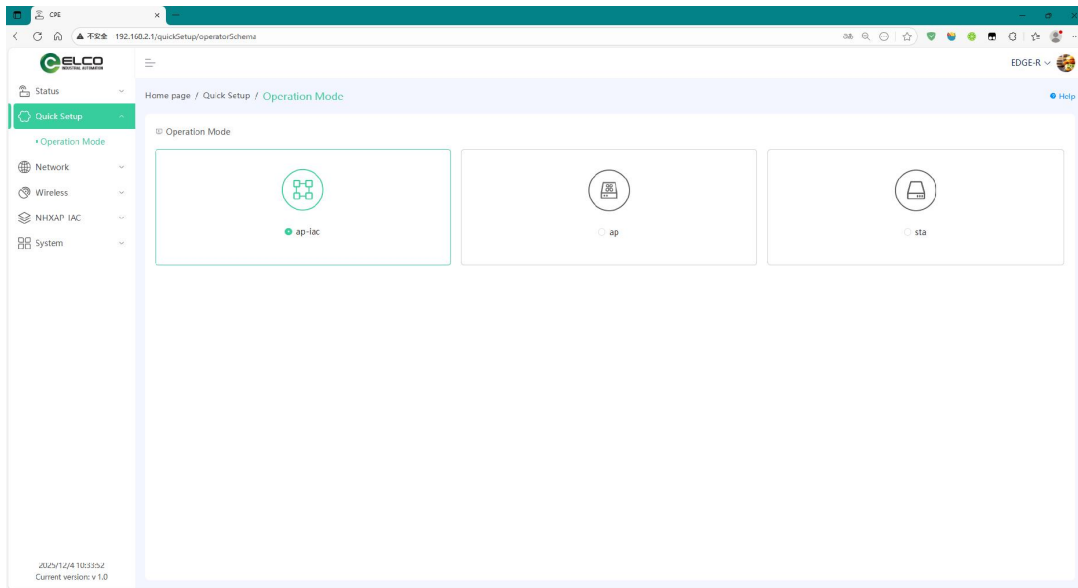 CPE
不安全 192.168.2.1/quickSetup/operatorSchema
ELCO
INDUSTRIAL AUTOMATION
EDGE-R
Status
Home page / Quick Setup / Operation Mode
Help
Quick Setup
Operation Mode
Operation Mode
Network
Wireless
NHXAP IAC
System
ap-iac
ap
sta
2025/12/4 10:33:52
Current version: v 1.0